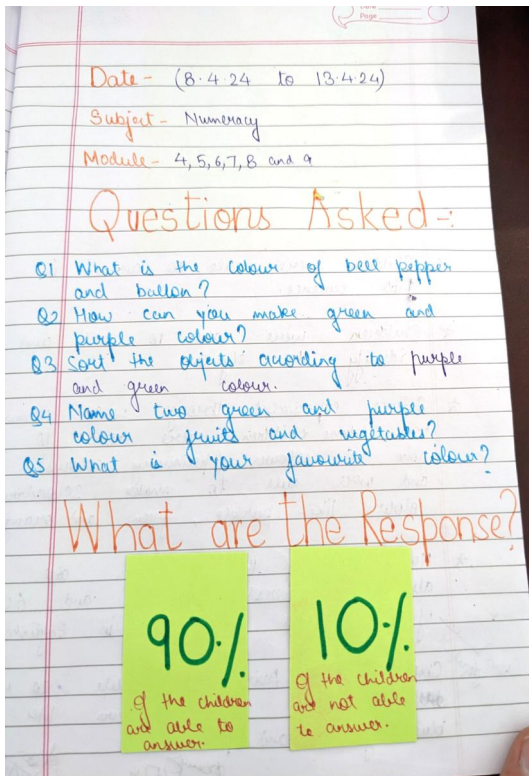 Date
Page
Date - (8.4.24 to 13.4.24)
Subject - Numeracy
Module - 4,5,6,7,8 and 9
Questions Asked -:
Q1 What is the colour of bell pepper
and ballon?
Q2 How can you make green and
purple colour?
Q3 Sort the objects according to purple
and green colour.
Q4 Name two green and purple
colour fruits and vegetables?
Q5 What is your favourite colour?
What are the Response?
90%
of the children
are able to
answer.
10%
of the children
are not able
to answer.